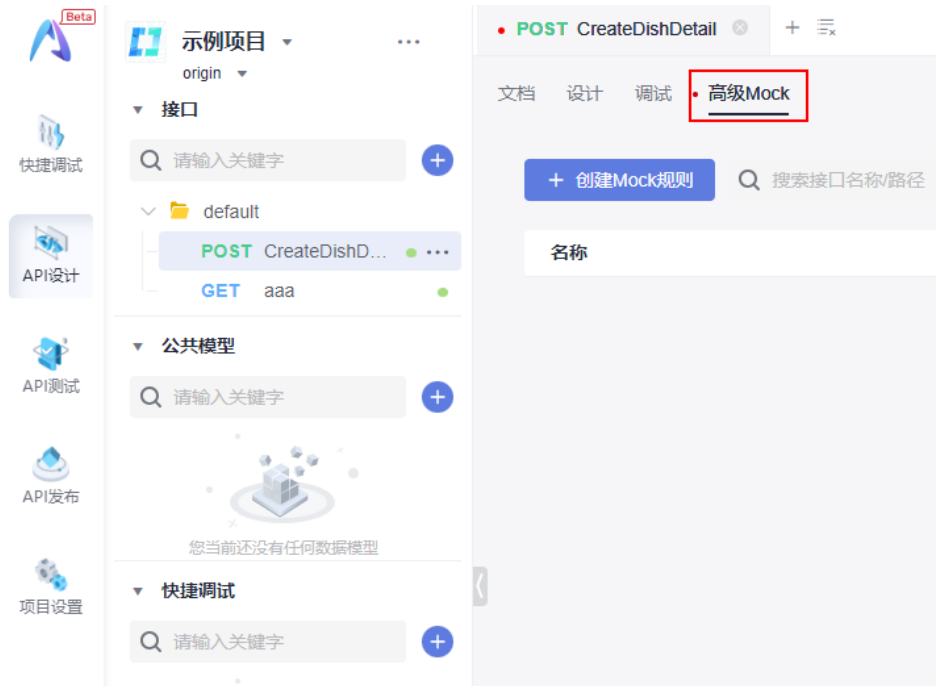 Beta
快捷调试
API设计
API测试
API发布
项目设置
示例项目
origin
接口
请输入关键字
default
POST CreateDishD...
GET aaa
公共模型
请输入关键字
您当前还没有任何数据模型
快捷调试
请输入关键字
POST CreateDishDetail
文档 设计 调试 高级Mock
创建Mock规则 搜索接口名称/路径
名称